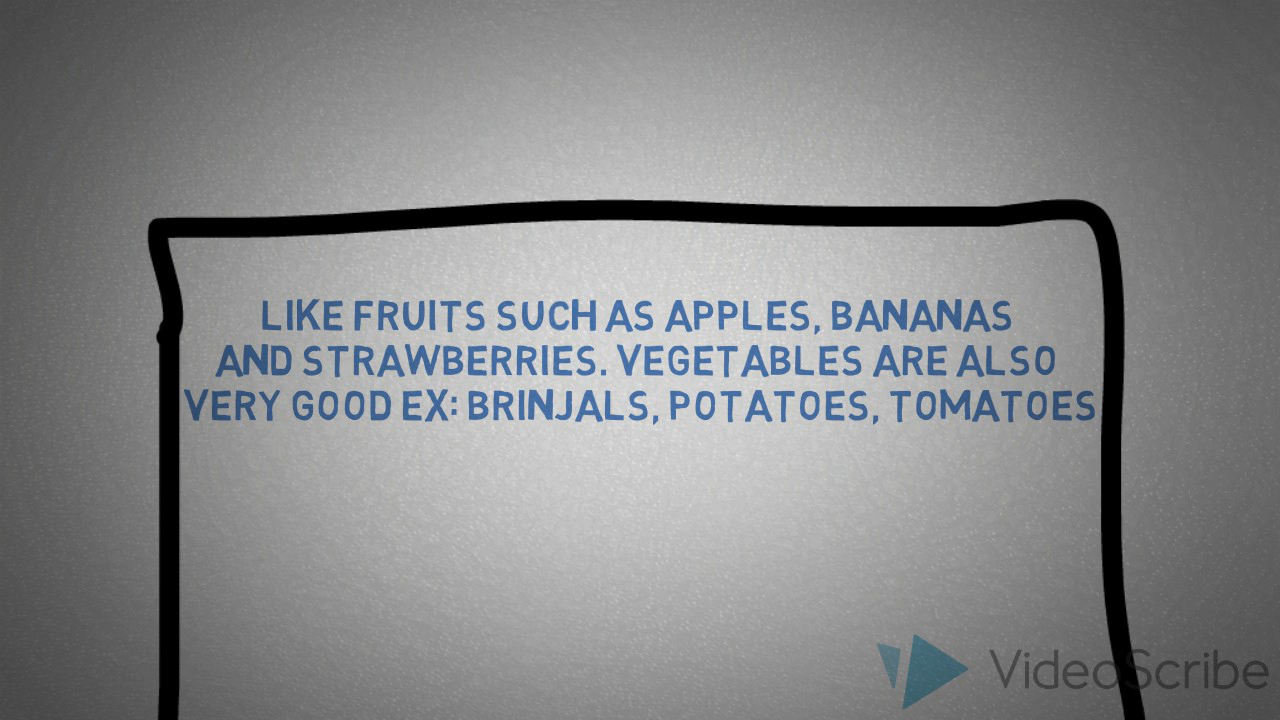 LIKE FRUITS SUCH AS APPLES, BANANAS
AND STRAWBERRIES. VEGETABLES ARE ALSO
VERY GOOD EX: BRINJALS, POTATOES, TOMATOES
VideoScribe